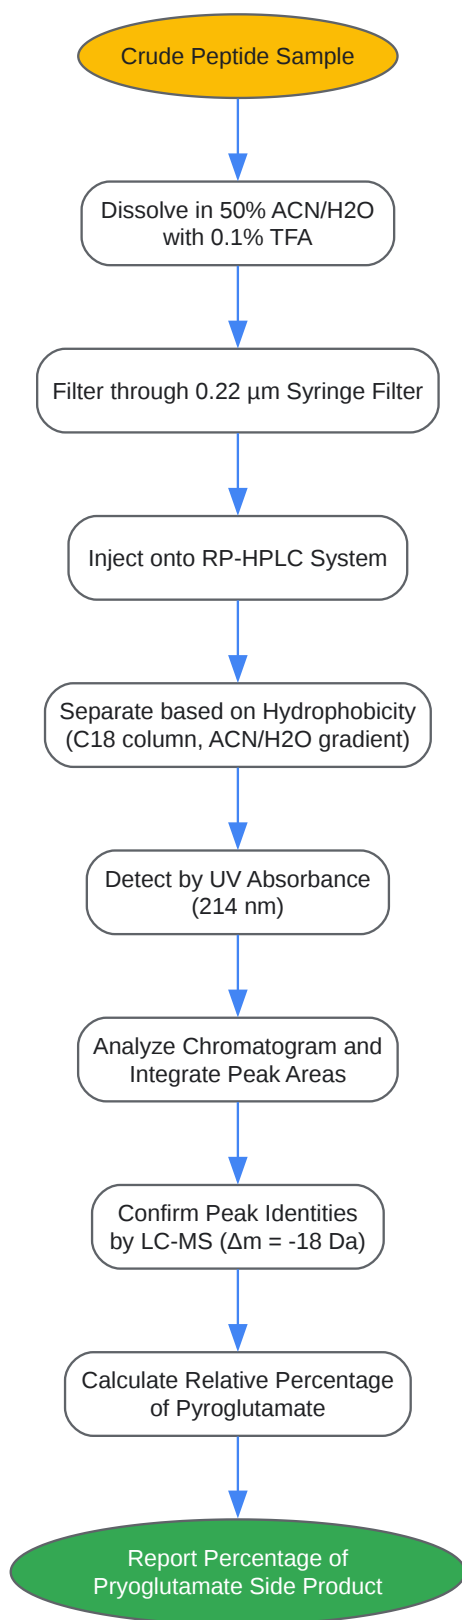 Crude Peptide Sample
Dissolve in 50% ACN/H2O
with 0.1% TFA
Filter through 0.22 µm Syringe Filter
Inject onto RP-HPLC System
Separate based on Hydrophobicity
(C18 column, ACN/H2O gradient)
Detect by UV Absorbance
(214 nm)
Analyze Chromatogram and
Integrate Peak Areas
Confirm Peak Identities
by LC-MS (Δm = -18 Da)
Calculate Relative Percentage
of Pyroglutamate
Report Percentage of
Pryoglutamate Side Product